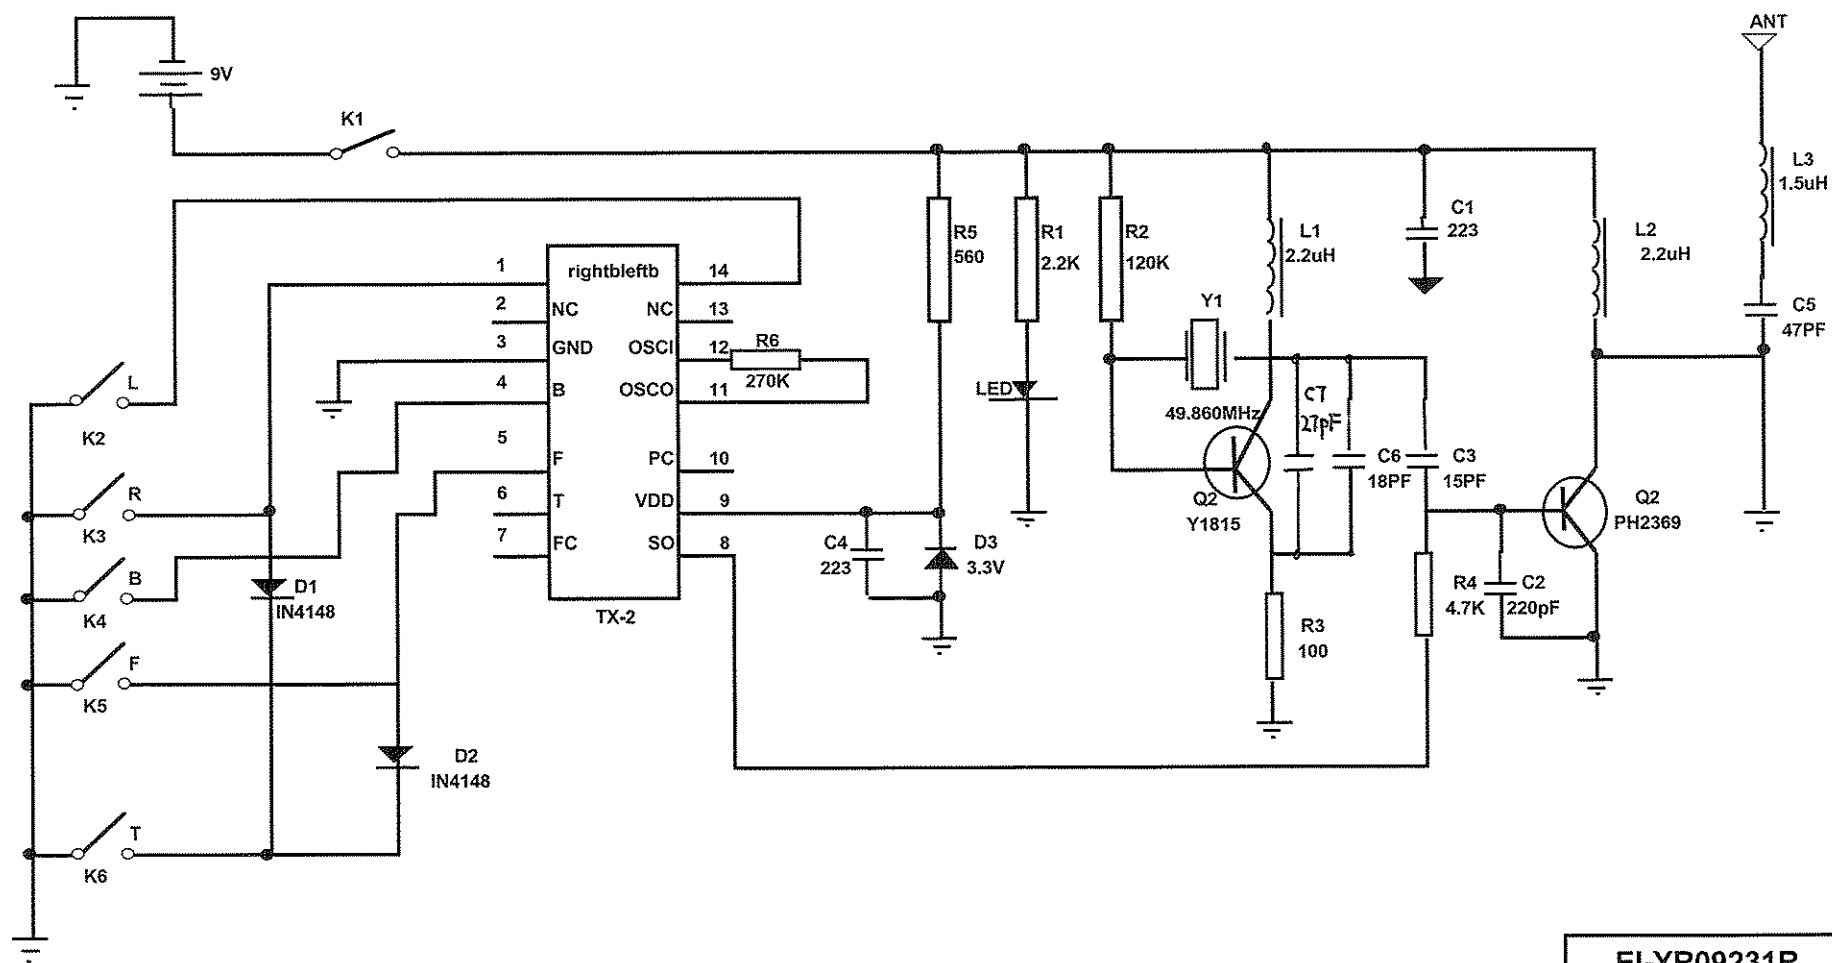 ANT
9V
K1
L3
1.5uH
R5
560
R1
2.2K
R2
120K
L1
2.2uH
C1
223
L2
2.2uH
C5
47PF
1
rightbleftb
14
2
NC
NC
13
3
GND
OSCI
12
R6
270K
4
B
OSCO
11
5
F
PC
10
6
T
VDD
9
7
FC
SO
8
TX-2
L
K2
R
K3
B
K4
D1
IN4148
F
K5
D2
IN4148
T
K6
C4
223
D3
3.3V
LED
Y1
49.860MHz
C7
27pF
Q2
Y1815
C6
18PF
C3
15PF
R3
100
R4
4.7K
C2
220pF
Q2
PH2369